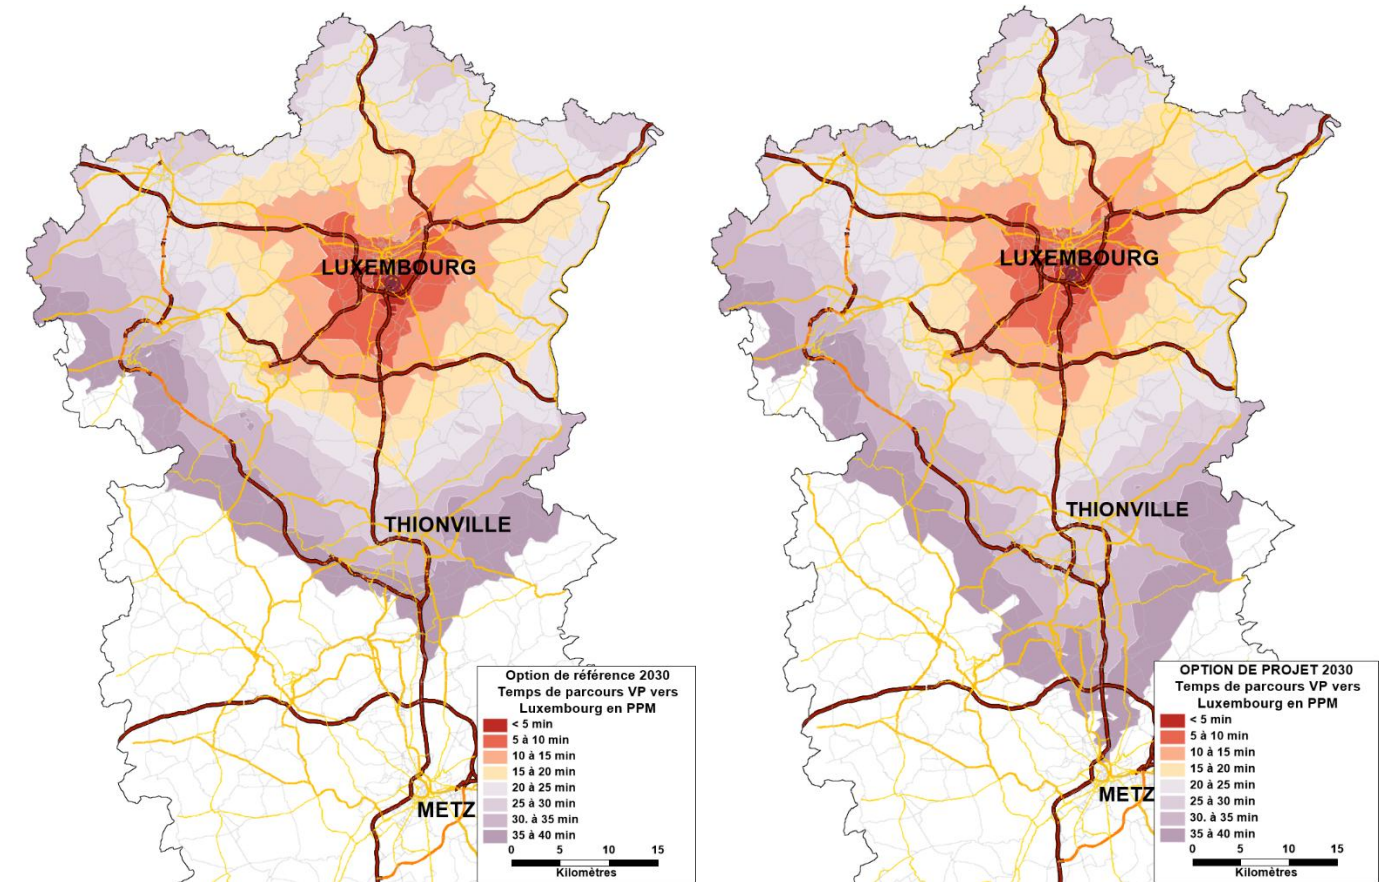 LUXEMBOURG
THIONVILLE
METZ
Option de référence 2030
Temps de parcours VP vers
Luxembourg en PPM
< 5 min
5 à 10 min
10 à 15 min
15 à 20 min
20 à 25 min
25 à 30 min
30. à 35 min
35 à 40 min
0 5 10 15
Kilomètres
LUXEMBOURG
THIONVILLE
METZ
OPTION DE PROJET 2030
Temps de parcours VP vers
Luxembourg en PPM
< 5 min
5 à 10 min
10 à 15 min
15 à 20 min
20 à 25 min
25 à 30 min
30. à 35 min
35 à 40 min
0 5 10 15
Kilomètres